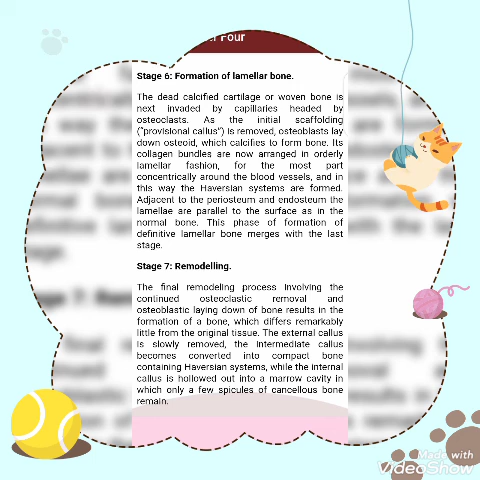 Four
Stage 6: Formation of lamellar bone.
The dead calcified cartilage or woven bone is
next invaded by capillaries headed by
osteoclasts. As the initial scaffolding
("provisional callus") is removed, osteoblasts lay
down osteoid, which calcifies to form bone. Its
collagen bundles are now arranged in orderly
lamellar fashion, for the most part
concentrically around the blood vessels, and in
this way the Haversian systems are formed.
Adjacent to the periosteum and endosteum the
lamellae are parallel to the surface as in the
normal bone. This phase of formation of
definitive lamellar bone merges with the last
stage.
Stage 7: Remodelling.
The final remodeling process involving the
continued osteoclastic removal and
osteoblastic laying down of bone results in the
formation of a bone, which differs remarkably
little from the original tissue. The external callus
is slowly removed, the intermediate callus
becomes converted into compact bone
containing Haversian systems, while the internal
callus is hollowed out into a marrow cavity in
which only a few spicules of cancellous bone
remain.
Made with
VideoShow